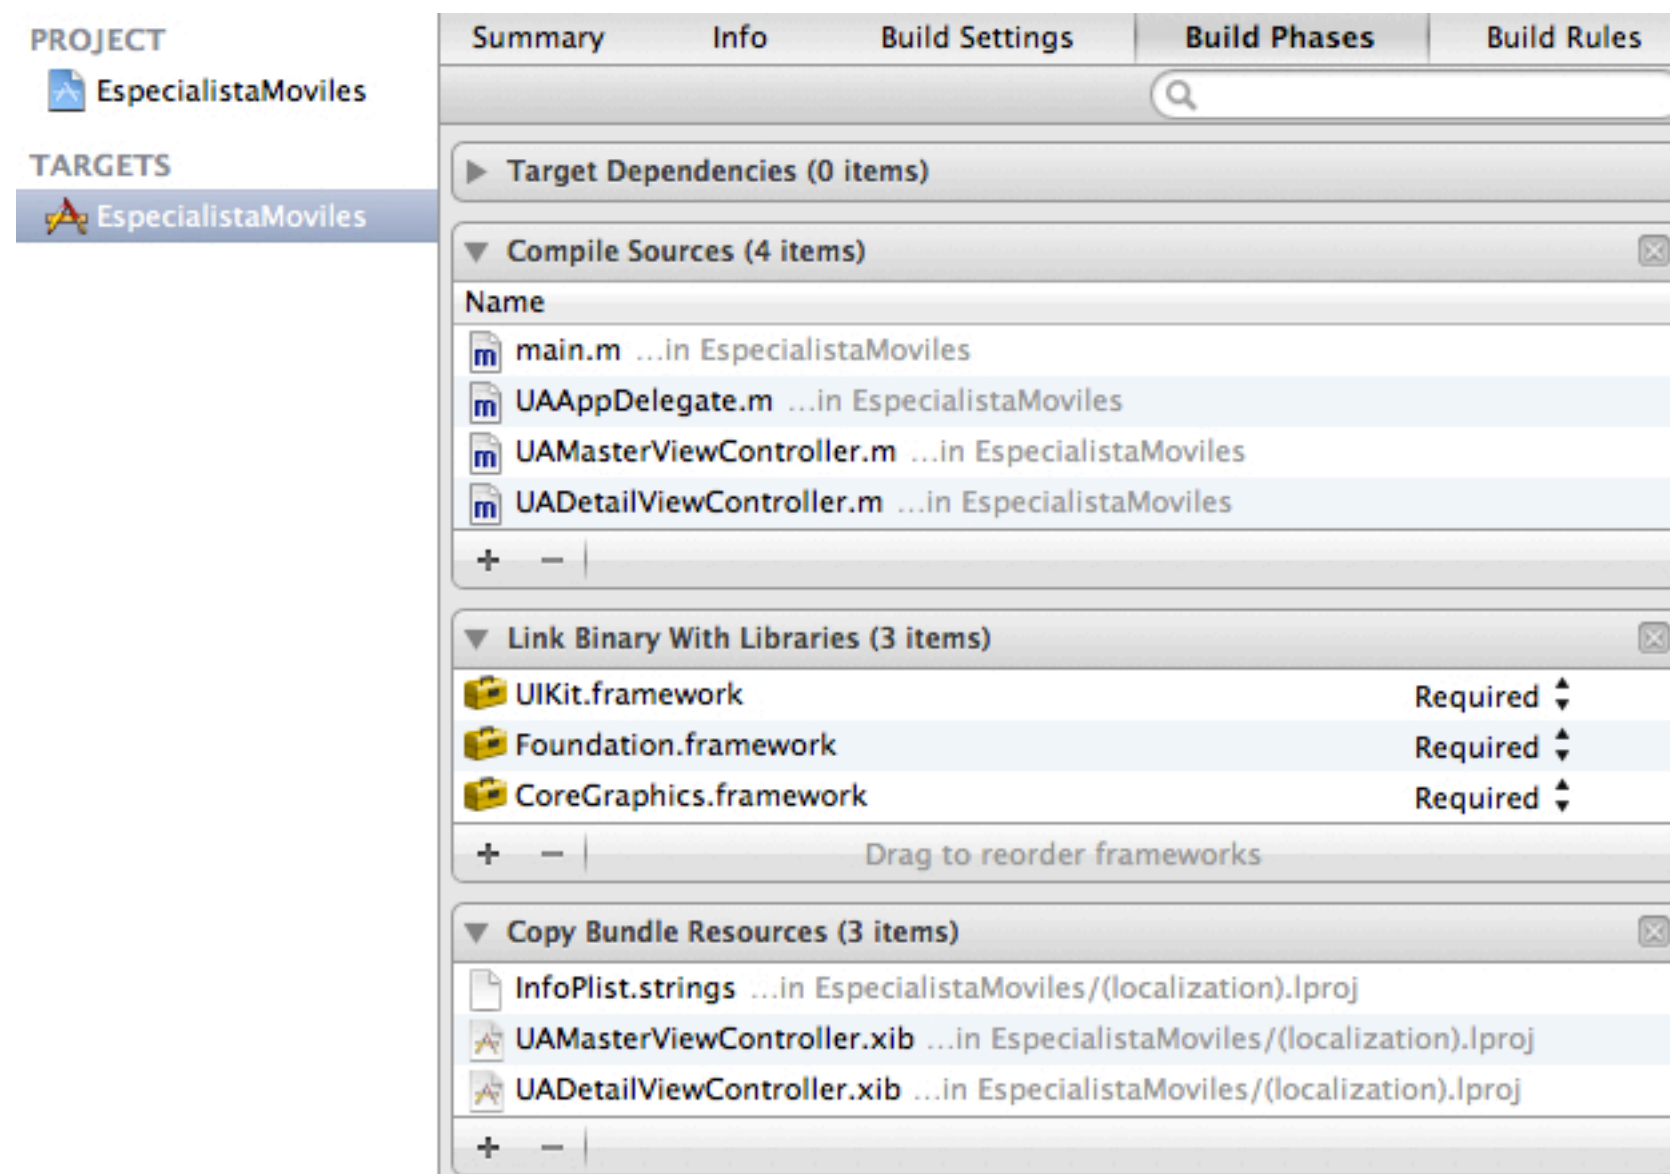 PROJECT
EspecialistaMoviles
TARGETS
EspecialistaMoviles
Summary Info Build Settings Build Phases Build Rules
Target Dependencies (0 items)
Compile Sources (4 items)
Name
main.m ...in EspecialistaMoviles
UAAppDelegate.m ...in EspecialistaMoviles
UAMasterViewController.m ...in EspecialistaMoviles
UADetailViewController.m ...in EspecialistaMoviles
Link Binary With Libraries (3 items)
UIKit.framework Required
Foundation.framework Required
CoreGraphics.framework Required
Drag to reorder frameworks
Copy Bundle Resources (3 items)
InfoPlist.strings ...in EspecialistaMoviles/(localization).lproj
UAMasterViewController.xib ...in EspecialistaMoviles/(localization).lproj
UADetailViewController.xib ...in EspecialistaMoviles/(localization).lproj